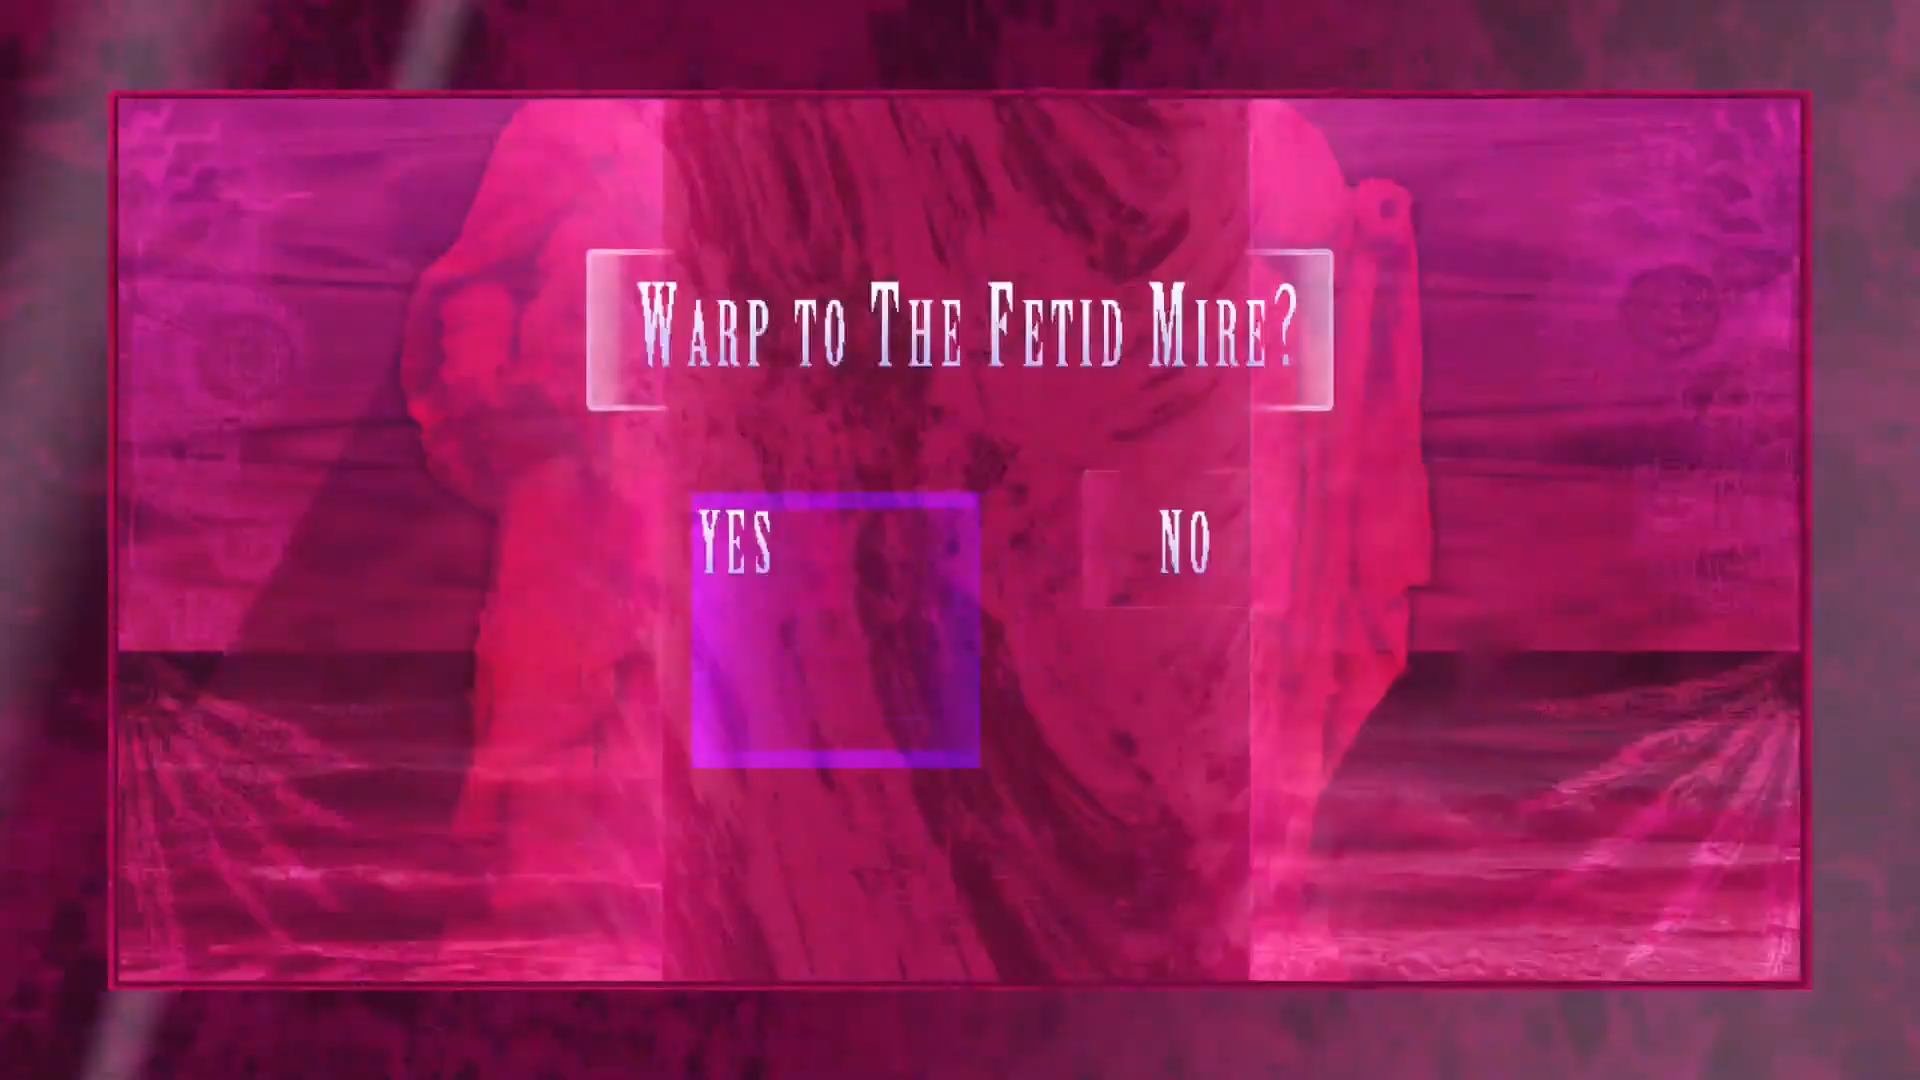 Warp to The Fetid Mire?
YES
NO